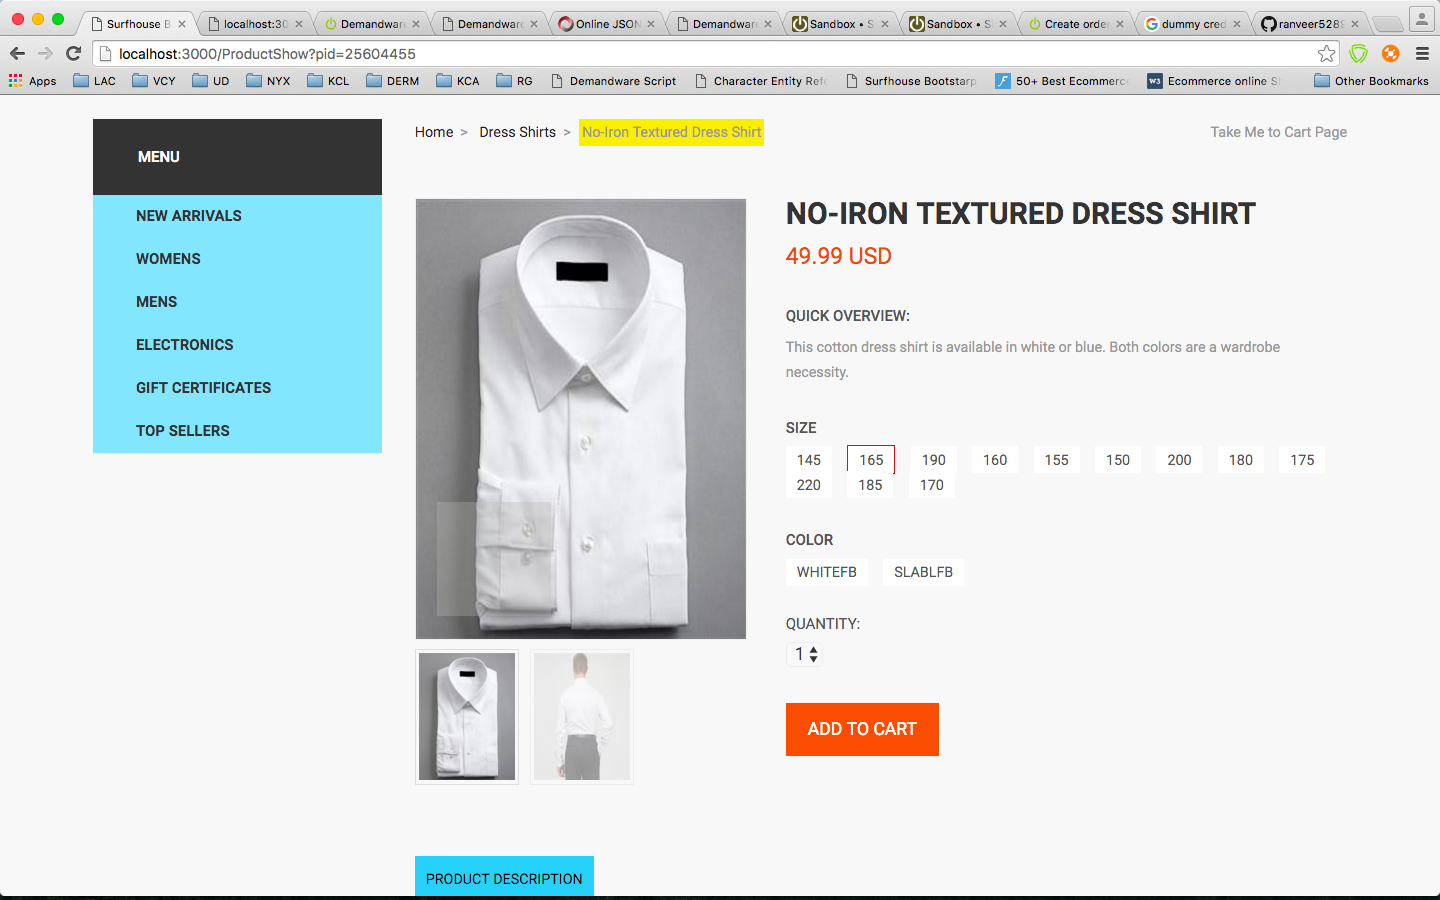 Surfhouse B
localhost:30
Demandware
Demandware
Online JSON
Demandware
Sandbox • S
Sandbox • S
Create order
dummy cred
ranveer5289
localhost:3000/ProductShow?pid=25604455
Apps
LAC
VCY
UD
NYX
KCL
DERM
KCA
RG
Demandware Script
Character Entity Refe
Surfhouse Bootstarp
50+ Best Ecommerc
Ecommerce online Sh
Other Bookmarks
Home > Dress Shirts > No-Iron Textured Dress Shirt
Take Me to Cart Page
MENU
NEW ARRIVALS
WOMENS
MENS
ELECTRONICS
GIFT CERTIFICATES
TOP SELLERS
NO-IRON TEXTURED DRESS SHIRT
49.99 USD
QUICK OVERVIEW:
This cotton dress shirt is available in white or blue. Both colors are a wardrobe
necessity.
SIZE
145 165 190 160 155 150 200 180 175
220 185 170
COLOR
WHITEFB SLABLFB
QUANTITY:
1
ADD TO CART
PRODUCT DESCRIPTION